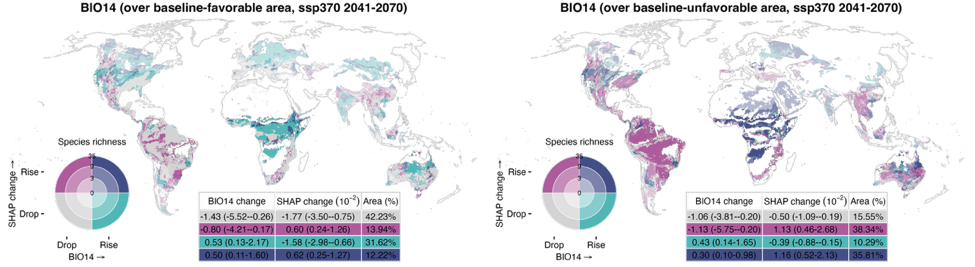 BIO14 (over baseline-favorable area, ssp370 2041-2070)
Species richness
25
0
SHAP change →
Rise
Drop
Drop
Rise
BIO14 →
BIO14 change SHAP change (10⁻²) Area (%)
-1.43 (-5.52--0.26) -1.77 (-3.50--0.75) 42.23%
-0.80 (-4.21--0.17) 0.60 (0.24-1.26) 13.94%
0.53 (0.13-2.17) -1.58 (-2.98--0.66) 31.62%
0.50 (0.11-1.60) 0.62 (0.25-1.27) 12.22%
BIO14 (over baseline-unfavorable area, ssp370 2041-2070)
Species richness
0
SHAP change →
Rise
Drop
Drop
Rise
BIO14 →
BIO14 change SHAP change (10⁻²) Area (%)
-1.06 (-3.81--0.20) -0.50 (-1.09--0.19) 15.55%
-1.13 (-5.75--0.20) 1.13 (0.46-2.68) 38.34%
0.43 (0.14-1.65) -0.39 (-0.88--0.15) 10.29%
0.30 (0.10-0.98) 1.15 (0.52-2.13) 35.81%